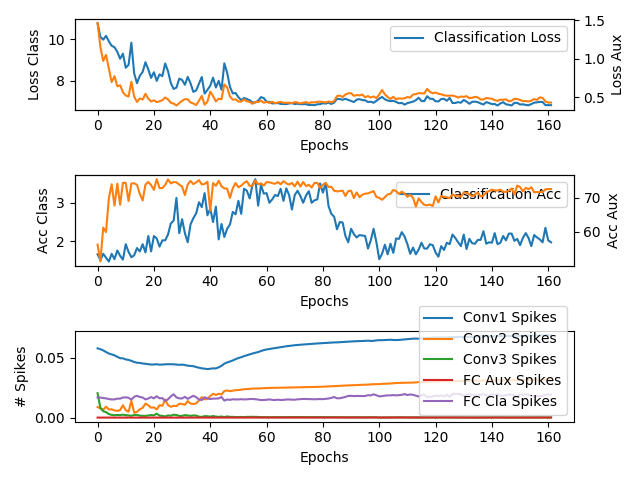 Classification Loss
Loss Class
Loss Aux
10
8
1.5
1.0
0.5
0 20 40 60 80 100 120 140 160
Epochs
Classification Acc
Acc Class
Acc Aux
3
2
70
60
0 20 40 60 80 100 120 140 160
Epochs
Conv1 Spikes
Conv2 Spikes
Conv3 Spikes
FC Aux Spikes
FC Cla Spikes
# Spikes
0.05
0.00
0 20 40 60 80 100 120 140 160
Epochs